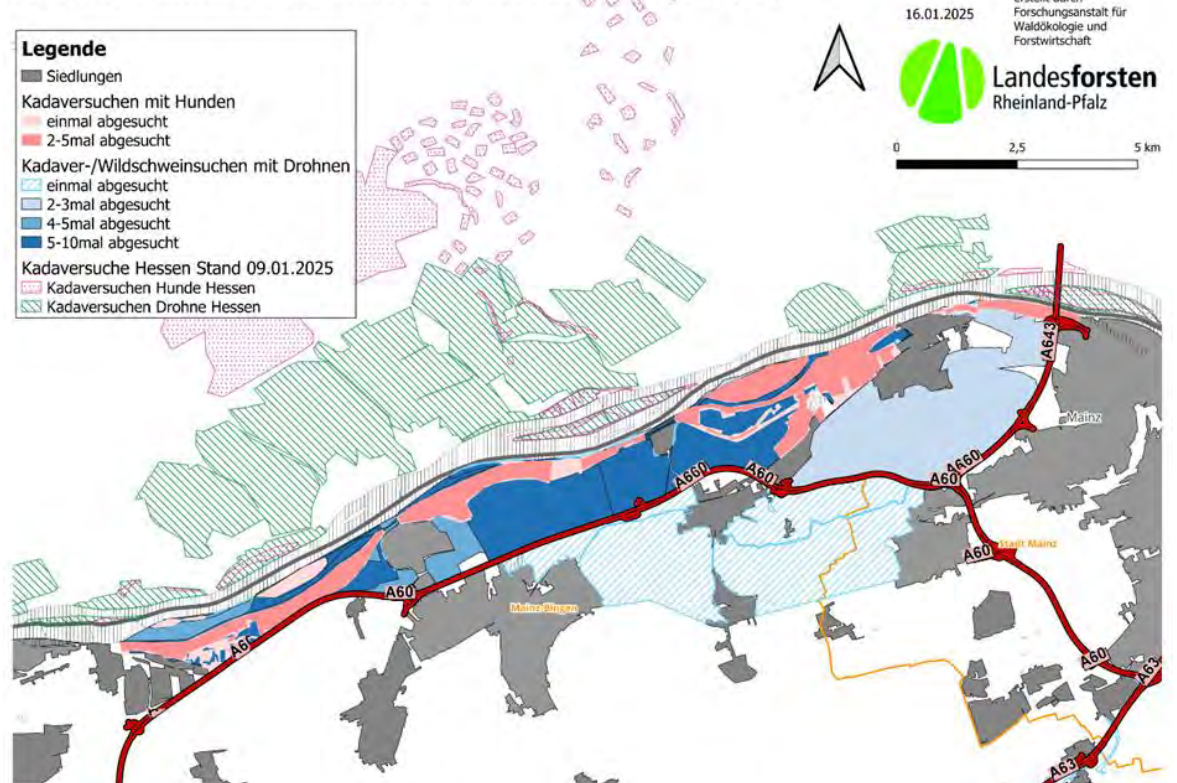 16.01.2025
Erstellt durch
Forschungsanstalt für
Waldökologie und
Forstwirtschaft
Landesforsten
Rheinland-Pfalz
0 2,5 5 km
Legende
Siedlungen
Kadaversuchen mit Hunden
einmal abgesucht
2-5mal abgesucht
Kadaver-/Wildschweinsuchen mit Drohnen
einmal abgesucht
2-3mal abgesucht
4-5mal abgesucht
5-10mal abgesucht
Kadaversuche Hessen Stand 09.01.2025
Kadaversuchen Hunde Hessen
Kadaversuchen Drohne Hessen
A643
Mainz
A660
A60
A660
A60
A60
Stadt Mainz
A60
Mainz-Bingen
A60
A63
A63